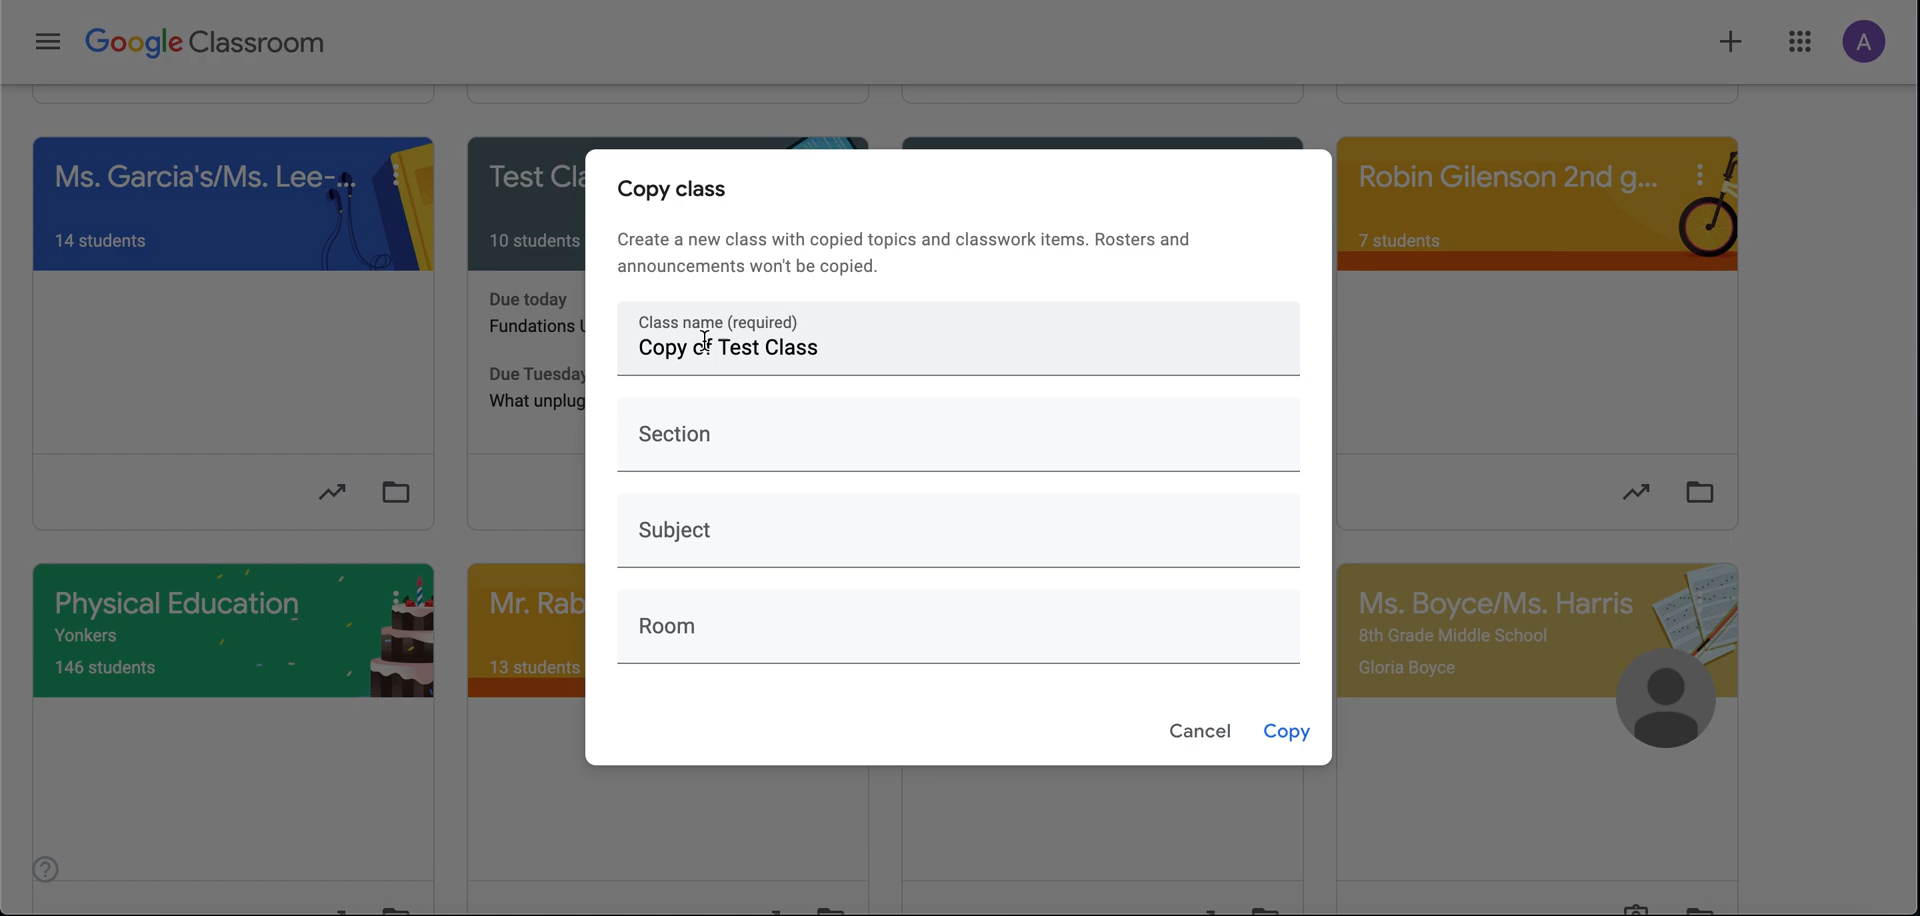 Google Classroom
A
Ms. Garcia's/Ms. Lee-...
14 students
Test Cla
10 students
Due today
Fundations U
Due Tuesday
What unplug
Robin Gilenson 2nd g...
7 students
Copy class
Create a new class with copied topics and classwork items. Rosters and
announcements won't be copied.
Class name (required)
Copy of Test Class
Section
Subject
Room
Cancel
Copy
Physical Education
Yonkers
146 students
Mr. Rab
13 students
Ms. Boyce/Ms. Harris
8th Grade Middle School
Gloria Boyce
?